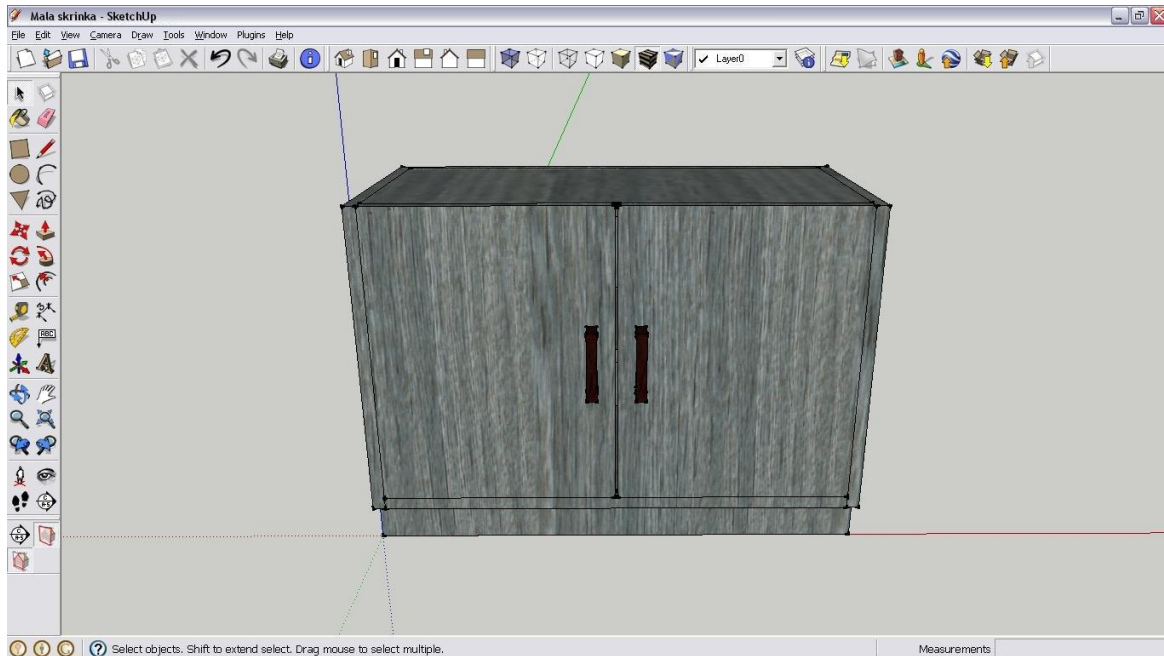 Mala skrinka - SketchUp
File Edit View Camera Draw Tools Window Plugins Help
Layer0
ABC
Select objects. Shift to extend select. Drag mouse to select multiple.
Measurements